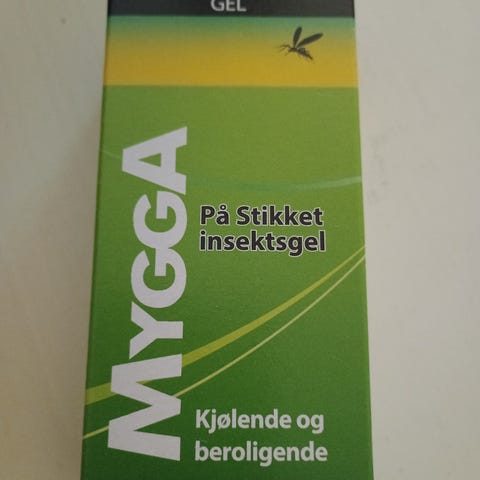 GEL
MYGGA
På Stikket
insektsgel
Kjølende og
beroligende